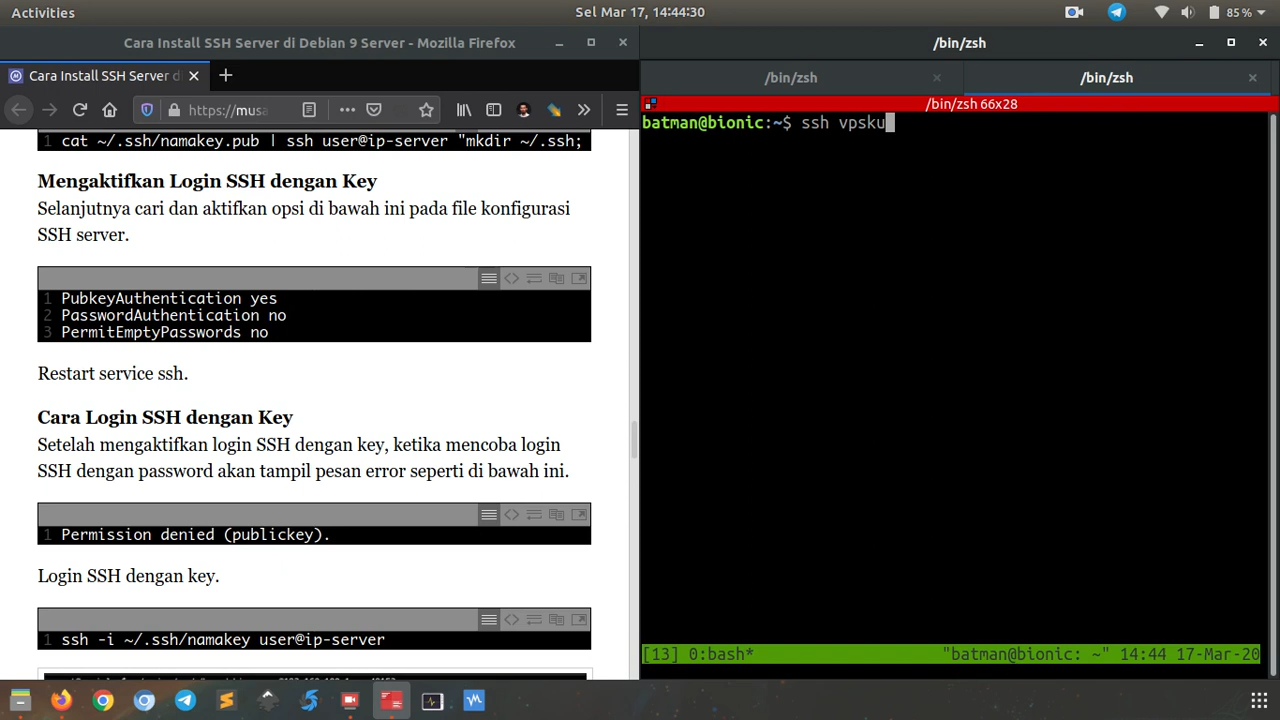 Activities
Sel Mar 17, 14:44:30
85 %
Cara Install SSH Server di Debian 9 Server - Mozilla Firefox
Cara Install SSH Server d
https://musa
1 cat ~/.ssh/namakey.pub | ssh user@ip-server "mkdir ~/.ssh;
Mengaktifkan Login SSH dengan Key
Selanjutnya cari dan aktifkan opsi di bawah ini pada file konfigurasi
SSH server.
1 PubkeyAuthentication yes
2 PasswordAuthentication no
3 PermitEmptyPasswords no
Restart service ssh.
Cara Login SSH dengan Key
Setelah mengaktifkan login SSH dengan key, ketika mencoba login
SSH dengan password akan tampil pesan error seperti di bawah ini.
1 Permission denied (publickey).
Login SSH dengan key.
1 ssh -i ~/.ssh/namakey user@ip-server
/bin/zsh
/bin/zsh
/bin/zsh
/bin/zsh 66x28
batman@bionic:~$ ssh vpsku
[13] 0:bash* "batman@bionic: ~" 14:44 17-Mar-20